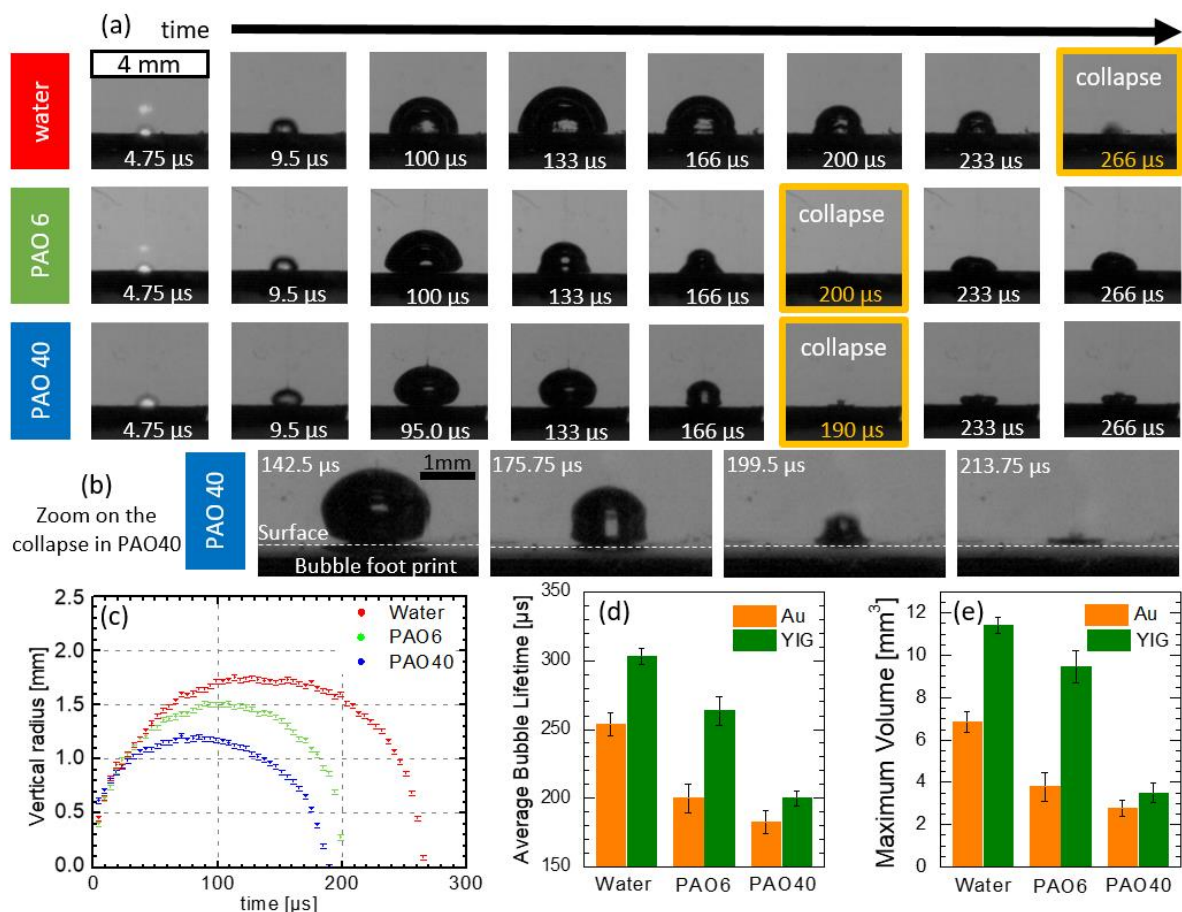 (a)
time
4 mm
water
4.75 µs
9.5 µs
100 µs
133 µs
166 µs
200 µs
233 µs
collapse
266 µs
PAO 6
4.75 µs
9.5 µs
100 µs
133 µs
166 µs
collapse
200 µs
233 µs
266 µs
PAO 40
4.75 µs
9.5 µs
95.0 µs
133 µs
166 µs
collapse
190 µs
233 µs
266 µs
(b)
Zoom on the
collapse in PAO40
PAO 40
142.5 µs
1mm
Surface
Bubble foot print
175.75 µs
199.5 µs
213.75 µs
(c)
Water
PAO6
PAO40
Vertical radius [mm]
2.5
2.0
1.5
1.0
0.5
0.0
0
100
200
300
time [µs]
(d)
Au
YIG
Average Bubble Lifetime [µs]
350
300
250
200
150
Water
PAO6
PAO40
(e)
Au
YIG
Maximum Volume [mm³]
12
10
8
6
4
2
0
Water
PAO6
PAO40